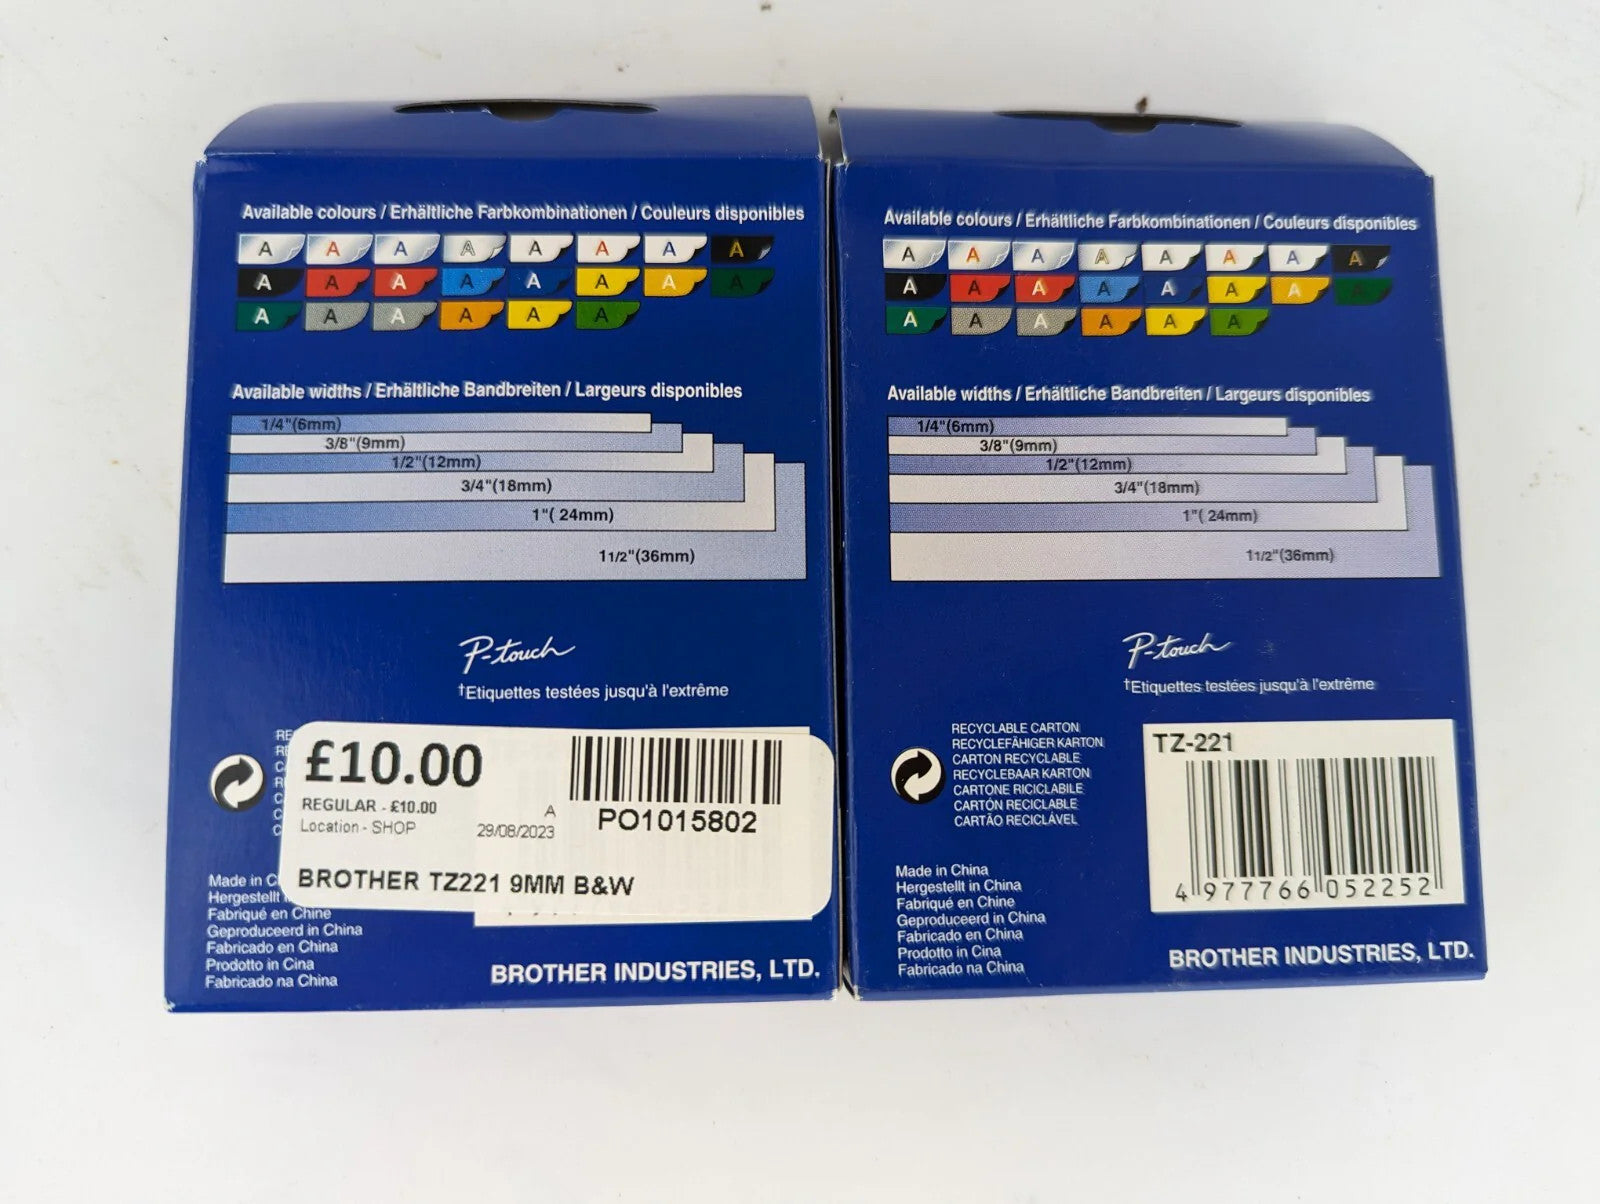 Available colours / Erhältliche Farbkombinationen / Couleurs disponibles
A A A A A A A A
A A A A A A A A
A A A A A A
Available widths / Erhältliche Bandbreiten / Largeurs disponibles
1/4"(6mm)
3/8"(9mm)
1/2"(12mm)
3/4"(18mm)
1"( 24mm)
11/2"(36mm)
P-touch
†Etiquettes testées jusqu'à l'extrême
RE
RE
C
R
C
C
C
£10.00
REGULAR - £10.00
Location - SHOP
A
29/08/2023
PO1015802
BROTHER TZ221 9MM B&W
Made in C
Hergestellt
Fabriqué en Chine
Geproduceerd in China
Fabricado en China
Prodotto in Cina
Fabricado na China
BROTHER INDUSTRIES, LTD.
Available colours / Erhältliche Farbkombinationen / Couleurs disponibles
A A A A A A A A
A A A A A A A A
A A A A A A
Available widths / Erhältliche Bandbreiten / Largeurs disponibles
1/4"(6mm)
3/8"(9mm)
1/2"(12mm)
3/4"(18mm)
1"( 24mm)
11/2"(36mm)
P-touch
†Etiquettes testées jusqu'à l'extrême
RECYCLABLE CARTON
RECYCLEFÄHIGER KARTON
CARTON RECYCLABLE
RECYCLEBAAR KARTON
CARTONE RICICLABILE
CARTÓN RECICLABLE
CARTÃO RECICLÁVEL
TZ-221
4 977766 052252
Made in China
Hergestellt in China
Fabriqué en Chine
Geproduceerd in China
Fabricado en China
Prodotto in Cina
Fabricado na China
BROTHER INDUSTRIES, LTD.